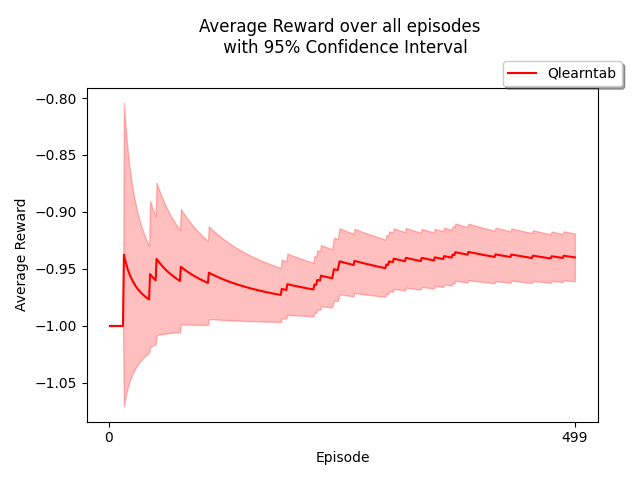 Average Reward over all episodes
with 95% Confidence Interval
Qlearntab
−0.80
−0.85
−0.90
−0.95
−1.00
−1.05
Average Reward
0
499
Episode